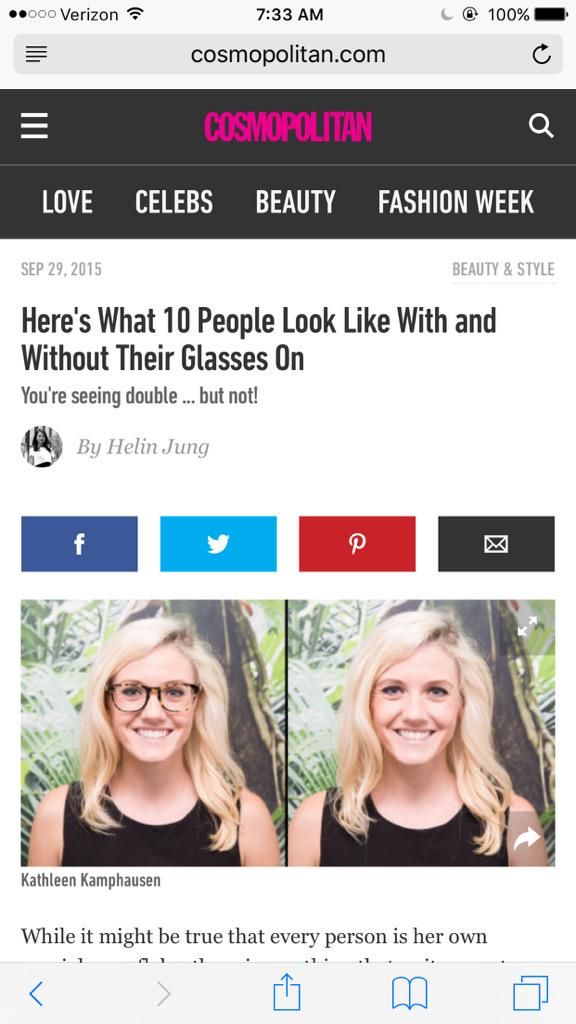 Verizon 7:33 AM 100%
cosmopolitan.com
COSMOPOLITAN
LOVE CELEBS BEAUTY FASHION WEEK
SEP 29, 2015 BEAUTY & STYLE
Here's What 10 People Look Like With and
Without Their Glasses On
You're seeing double ... but not!
By Helin Jung
Kathleen Kamphausen
While it might be true that every person is her own